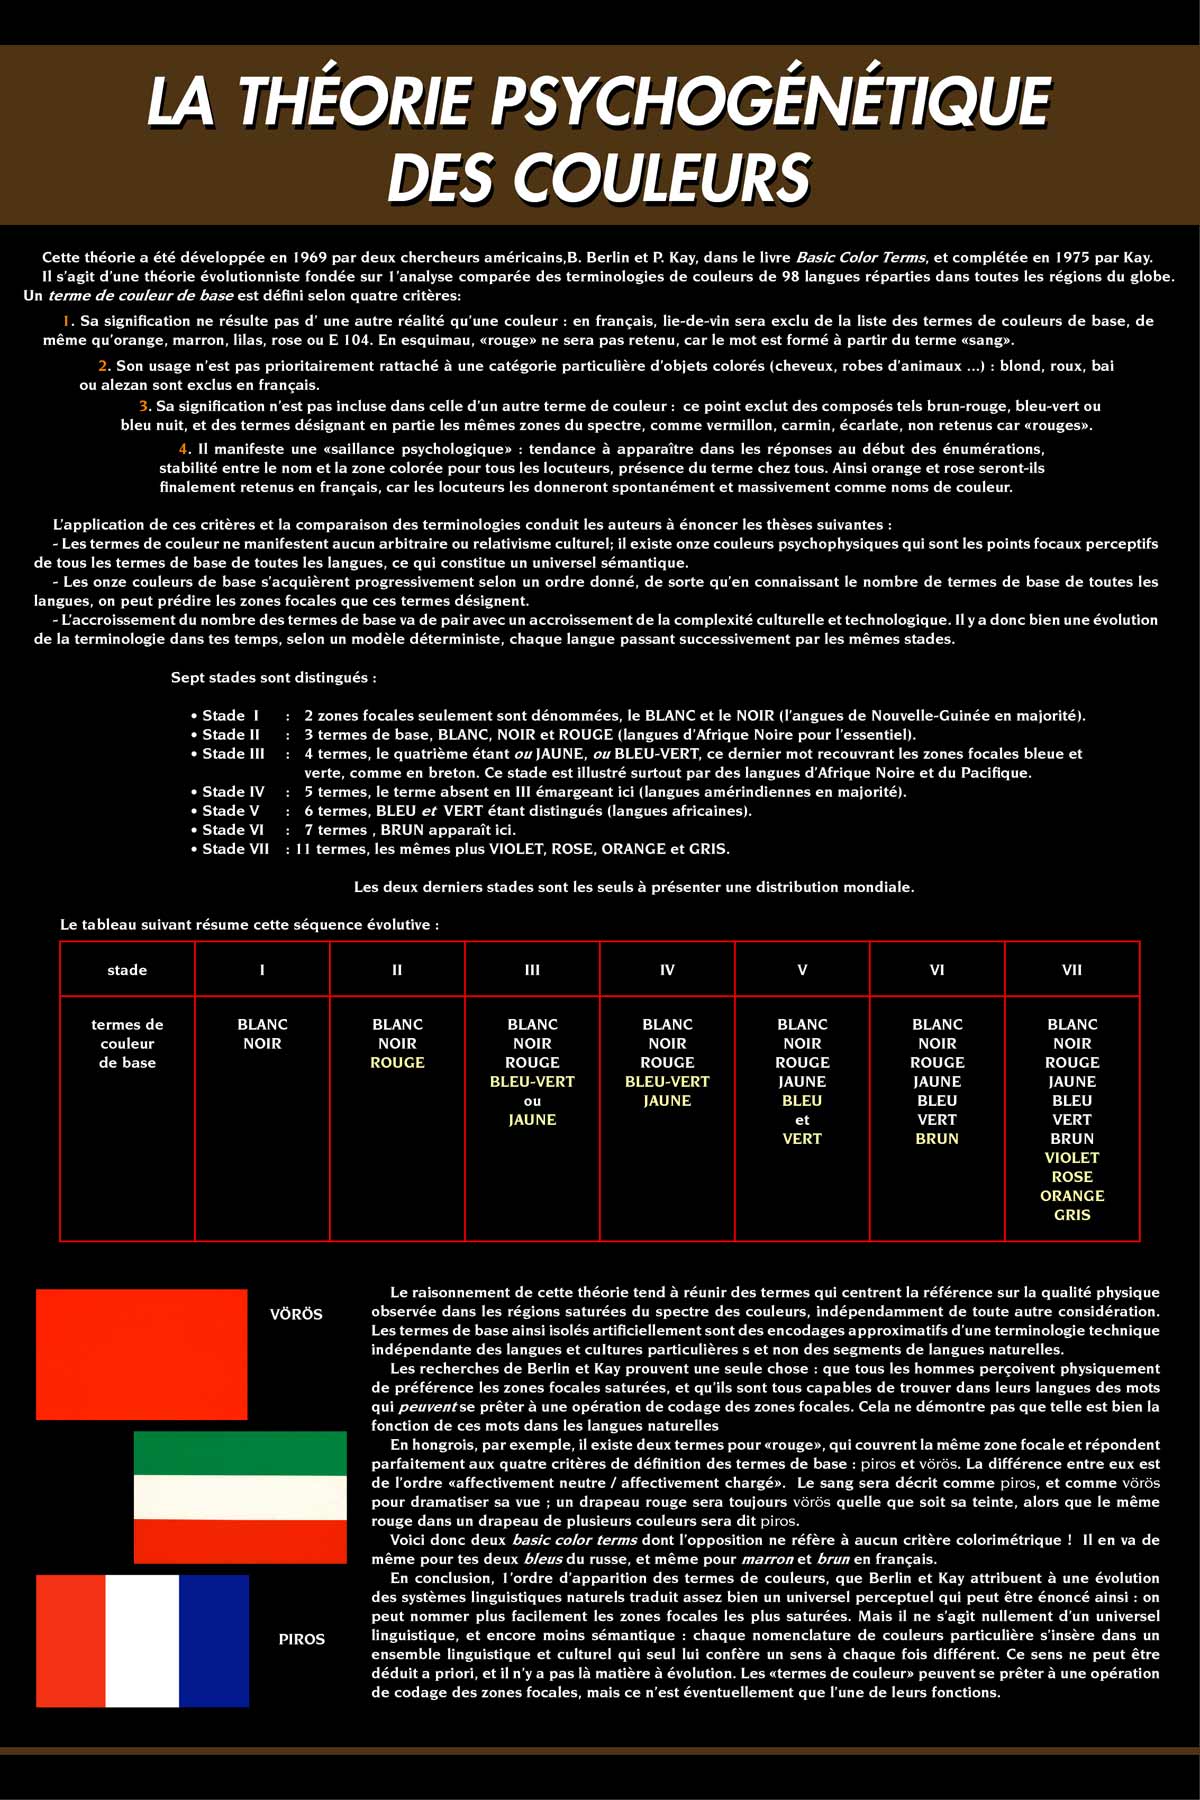 LA THÉORIE PSYCHOGÉNÉTIQUE
DES COULEURS
Cette théorie a été développée en 1969 par deux chercheurs américains,B. Berlin et P. Kay, dans le livre Basic Color Terms, et complétée en 1975 par Kay.
Il s'agit d'une théorie évolutionniste fondée sur 1'analyse comparée des terminologies de couleurs de 98 langues réparties dans toutes les régions du globe.
Un terme de couleur de base est défini selon quatre critères:
1. Sa signification ne résulte pas d' une autre réalité qu'une couleur : en français, lie-de-vin sera exclu de la liste des termes de couleurs de base, de
même qu'orange, marron, lilas, rose ou E 104. En esquimau, «rouge» ne sera pas retenu, car le mot est formé à partir du terme «sang».
2. Son usage n'est pas prioritairement rattaché à une catégorie particulière d'objets colorés (cheveux, robes d'animaux ...) : blond, roux, bai
ou alezan sont exclus en français.
3. Sa signification n'est pas incluse dans celle d'un autre terme de couleur : ce point exclut des composés tels brun-rouge, bleu-vert ou
bleu nuit, et des termes désignant en partie les mêmes zones du spectre, comme vermillon, carmin, écarlate, non retenus car «rouges».
4. Il manifeste une «saillance psychologique» : tendance à apparaître dans les réponses au début des énumérations,
stabilité entre le nom et la zone colorée pour tous les locuteurs, présence du terme chez tous. Ainsi orange et rose seront-ils
finalement retenus en français, car les locuteurs les donneront spontanément et massivement comme noms de couleur.
L'application de ces critères et la comparaison des terminologies conduit les auteurs à énoncer les thèses suivantes :
- Les termes de couleur ne manifestent aucun arbitraire ou relativisme culturel; il existe onze couleurs psychophysiques qui sont les points focaux perceptifs
de tous les termes de base de toutes les langues, ce qui constitue un universel sémantique.
- Les onze couleurs de base s'acquièrent progressivement selon un ordre donné, de sorte qu'en connaissant le nombre de termes de base de toutes les
langues, on peut prédire les zones focales que ces termes désignent.
- L'accroissement du nombre des termes de base va de pair avec un accroissement de la complexité culturelle et technologique. Il y a donc bien une évolution
de la terminologie dans tes temps, selon un modèle déterministe, chaque langue passant successivement par les mêmes stades.
Sept stades sont distingués :
• Stade I : 2 zones focales seulement sont dénommées, le BLANC et le NOIR (l'angues de Nouvelle-Guinée en majorité).
• Stade II : 3 termes de base, BLANC, NOIR et ROUGE (langues d'Afrique Noire pour l'essentiel).
• Stade III : 4 termes, le quatrième étant ou JAUNE, ou BLEU-VERT, ce dernier mot recouvrant les zones focales bleue et
verte, comme en breton. Ce stade est illustré surtout par des langues d'Afrique Noire et du Pacifique.
• Stade IV : 5 termes, le terme absent en III émargeant ici (langues amérindiennes en majorité).
• Stade V : 6 termes, BLEU et VERT étant distingués (langues africaines).
• Stade VI : 7 termes , BRUN apparaît ici.
• Stade VII : 11 termes, les mêmes plus VIOLET, ROSE, ORANGE et GRIS.
Les deux derniers stades sont les seuls à présenter une distribution mondiale.
Le tableau suivant résume cette séquence évolutive :
stade I II III IV V VI VII
termes de BLANC BLANC BLANC BLANC BLANC BLANC BLANC
couleur NOIR NOIR NOIR NOIR NOIR NOIR NOIR
de base ROUGE ROUGE ROUGE ROUGE ROUGE ROUGE
BLEU-VERT BLEU-VERT JAUNE JAUNE JAUNE
ou JAUNE BLEU BLEU BLEU
JAUNE et VERT VERT
VERT BRUN BRUN
VIOLET
ROSE
ORANGE
GRIS
VÖRÖS
PIROS
Le raisonnement de cette théorie tend à réunir des termes qui centrent la référence sur la qualité physique
observée dans les régions saturées du spectre des couleurs, indépendamment de toute autre considération.
Les termes de base ainsi isolés artificiellement sont des encodages approximatifs d'une terminologie technique
indépendante des langues et cultures particulières s et non des segments de langues naturelles.
Les recherches de Berlin et Kay prouvent une seule chose : que tous les hommes perçoivent physiquement
de préférence les zones focales saturées, et qu'ils sont tous capables de trouver dans leurs langues des mots
qui peuvent se prêter à une opération de codage des zones focales. Cela ne démontre pas que telle est bien la
fonction de ces mots dans les langues naturelles
En hongrois, par exemple, il existe deux termes pour «rouge», qui couvrent la même zone focale et répondent
parfaitement aux quatre critères de définition des termes de base : piros et vörös. La différence entre eux est
de l'ordre «affectivement neutre / affectivement chargé». Le sang sera décrit comme piros, et comme vörös
pour dramatiser sa vue ; un drapeau rouge sera toujours vörös quelle que soit sa teinte, alors que le même
rouge dans un drapeau de plusieurs couleurs sera dit piros.
Voici donc deux basic color terms dont l'opposition ne réfère à aucun critère colorimétrique ! Il en va de
même pour tes deux bleus du russe, et même pour marron et brun en français.
En conclusion, 1'ordre d'apparition des termes de couleurs, que Berlin et Kay attribuent à une évolution
des systèmes linguistiques naturels traduit assez bien un universel perceptuel qui peut être énoncé ainsi : on
peut nommer plus facilement les zones focales les plus saturées. Mais il ne s'agit nullement d'un universel
linguistique, et encore moins sémantique : chaque nomenclature de couleurs particulière s'insère dans un
ensemble linguistique et culturel qui seul lui confère un sens à chaque fois différent. Ce sens ne peut être
déduit a priori, et il n'y a pas là matière à évolution. Les «termes de couleur» peuvent se prêter à une opération
de codage des zones focales, mais ce n'est éventuellement que l'une de leurs fonctions.